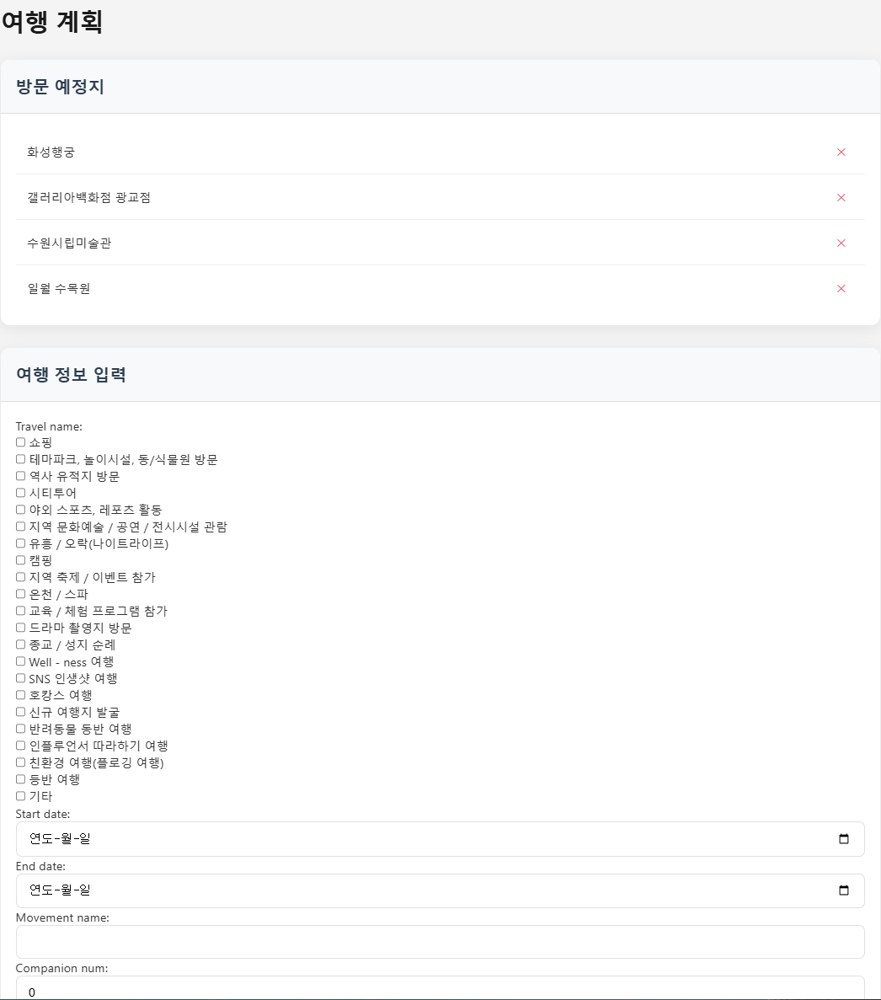 여행 계획
방문 예정지
화성행궁
갤러리아백화점 광교점
수원시립미술관
일월 수목원
여행 정보 입력
Travel name:
쇼핑
테마파크, 놀이시설, 동/식물원 방문
역사 유적지 방문
시티투어
야외 스포츠, 레포츠 활동
지역 문화예술 / 공연 / 전시시설 관람
유흥 / 오락(나이트라이프)
캠핑
지역 축제 / 이벤트 참가
온천 / 스파
교육 / 체험 프로그램 참가
드라마 촬영지 방문
종교 / 성지 순례
Well - ness 여행
SNS 인생샷 여행
호캉스 여행
신규 여행지 발굴
반려동물 동반 여행
인플루언서 따라하기 여행
친환경 여행(플로깅 여행)
등반 여행
기타
Start date:
연도-월-일
End date:
연도-월-일
Movement name:
Companion num:
0